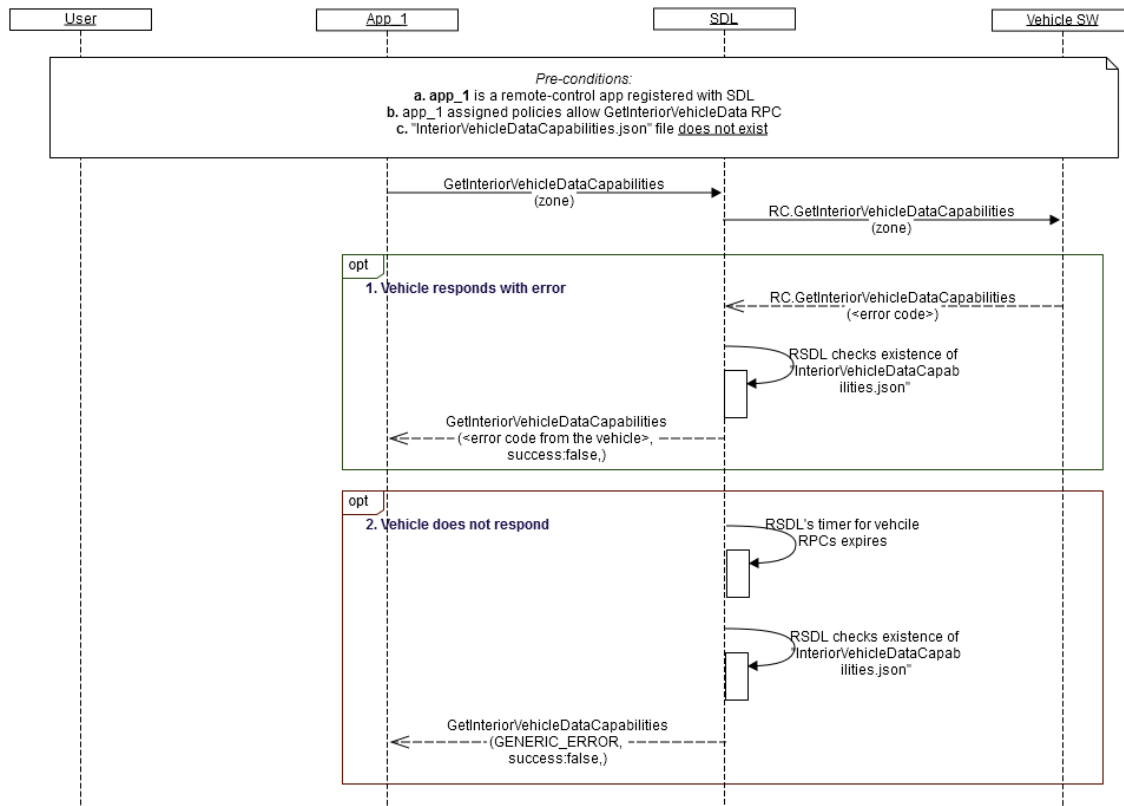 User
App_1
SDL
Vehicle SW
Pre-conditions:
a. app_1 is a remote-control app registered with SDL
b. app_1 assigned policies allow GetInteriorVehicleData RPC
c. "InteriorVehicleDataCapabilities.json" file does not exist
GetInteriorVehicleDataCapabilities
(zone)
RC.GetInteriorVehicleDataCapabilities
(zone)
opt
1. Vehicle responds with error
RC.GetInteriorVehicleDataCapabilities
(<error code>)
RSDL checks existence of
"InteriorVehicleDataCapab
ilities.json"
GetInteriorVehicleDataCapabilities
(<error code from the vehicle>,
success:false,)
opt
2. Vehicle does not respond
RSDL's timer for vehcile
RPCs expires
RSDL checks existence of
"InteriorVehicleDataCapab
ilities.json"
GetInteriorVehicleDataCapabilities
(GENERIC_ERROR,
success:false,)